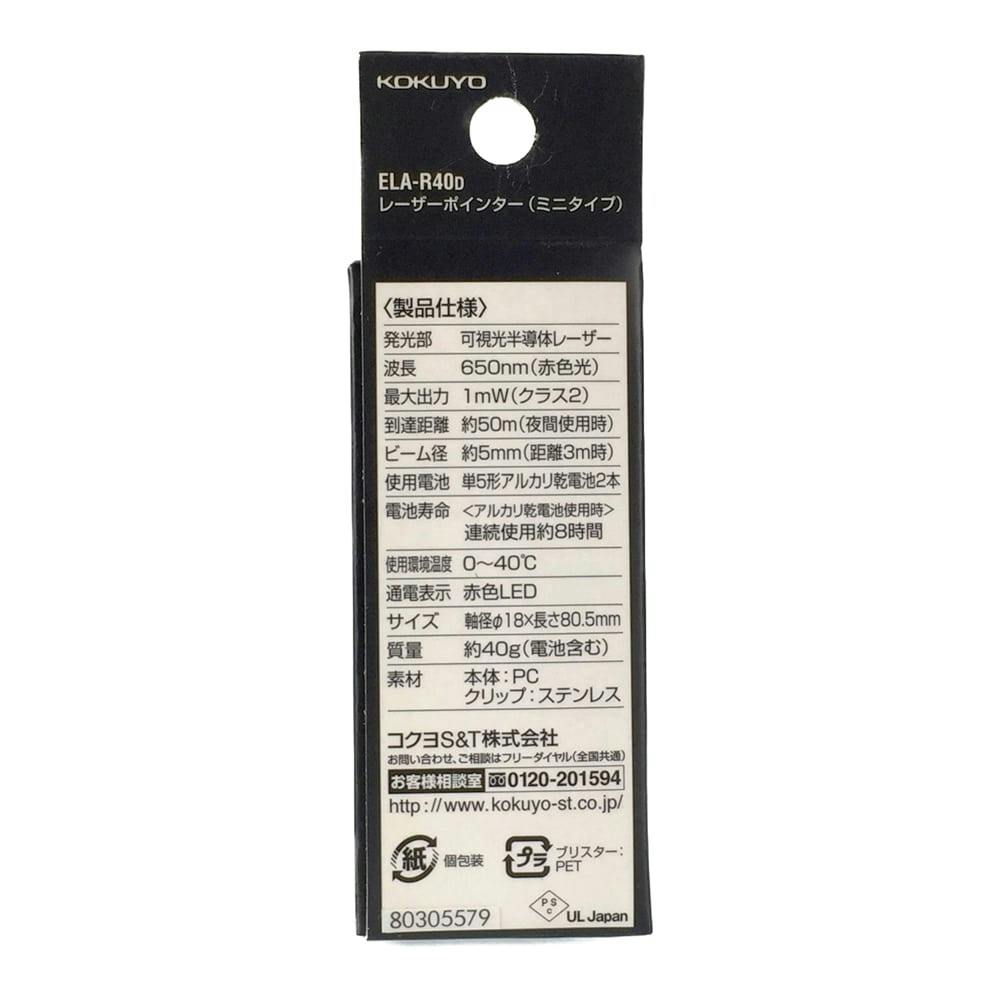 KOKUYO
ELA-R40D
レーザーポインター（ミニタイプ）
〈製品仕様〉
発光部 可視光半導体レーザー
波長 650nm（赤色光）
最大出力 1mW（クラス2）
到達距離 約50m（夜間使用時）
ビーム径 約5mm（距離3m時）
使用電池 単5形アルカリ乾電池2本
電池寿命 ＜アルカリ乾電池使用時＞
連続使用約8時間
使用環境温度 0～40℃
通電表示 赤色LED
サイズ 軸径φ18×長さ80.5mm
質量 約40g（電池含む）
素材 本体：PC
クリップ：ステンレス
コクヨS&T株式会社
お問い合わせ、ご相談はフリーダイヤル（全国共通）
お客様相談室 0120-201594
http://www.kokuyo-st.co.jp/
紙 個包装 プラ ブリスター：
PET
PS
C
UL Japan
80305579